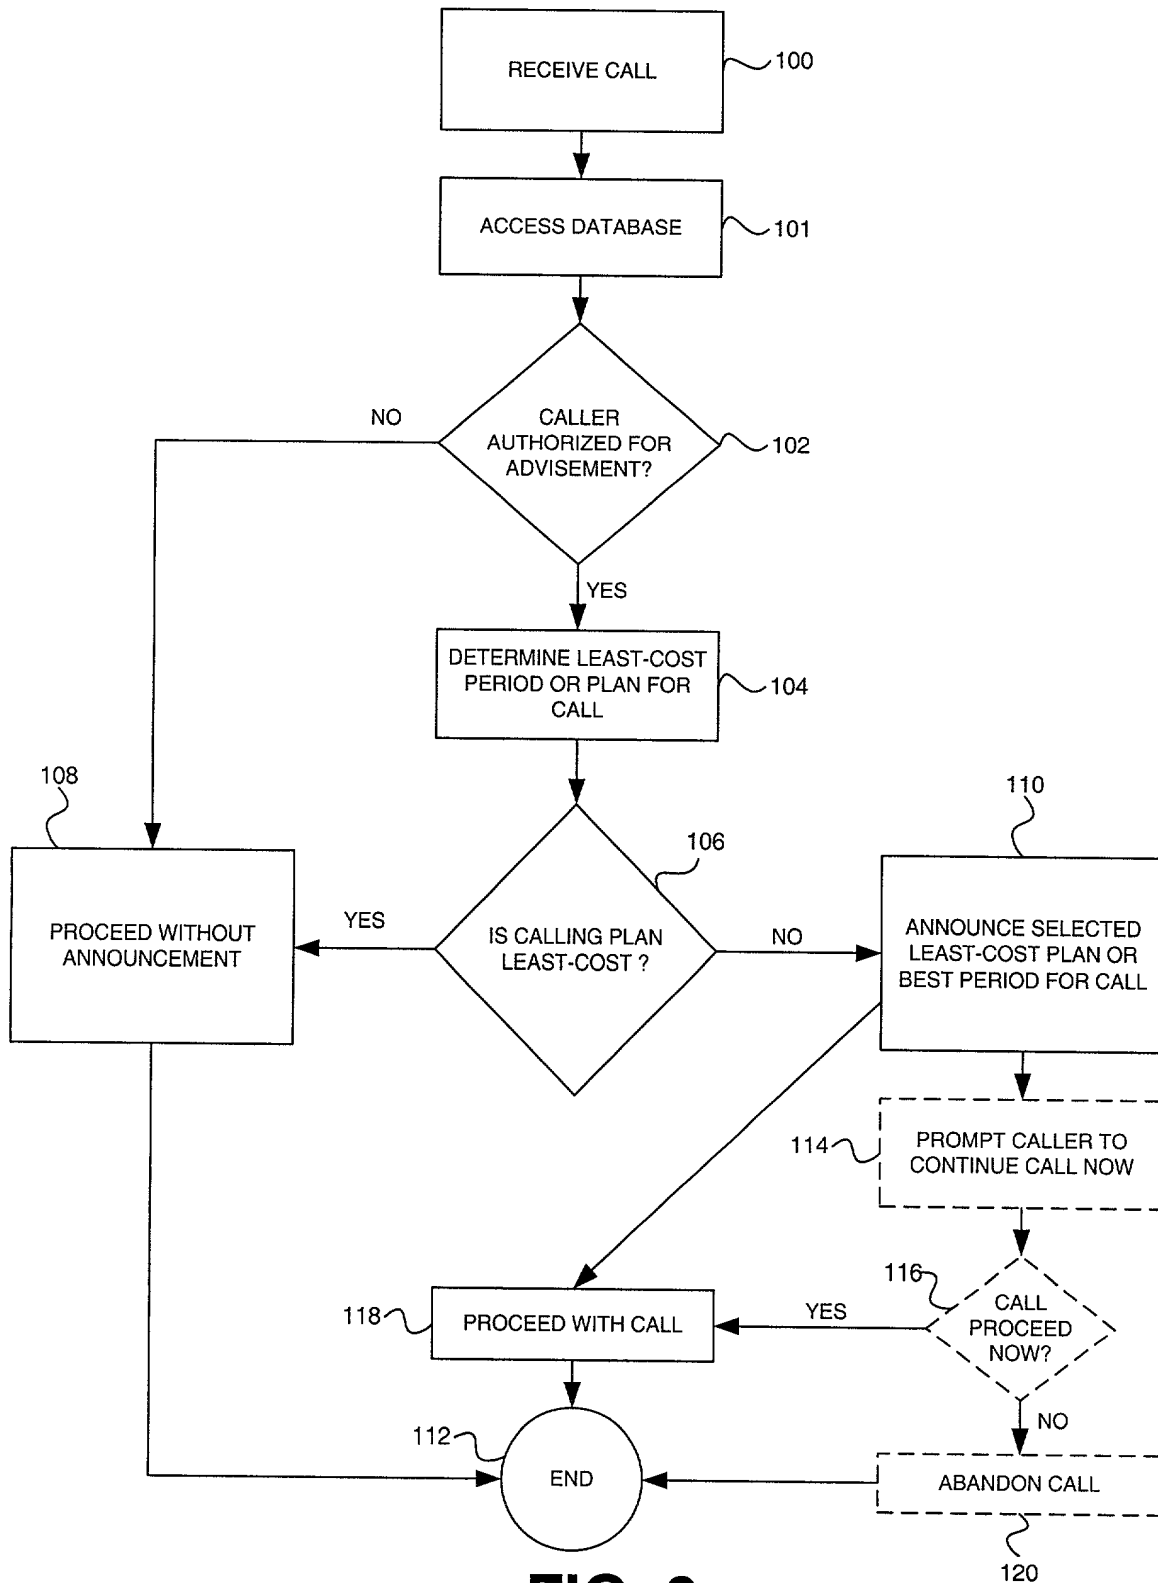 RECEIVE CALL
100
ACCESS DATABASE
101
NO
CALLER
AUTHORIZED FOR
ADVISEMENT?
102
YES
DETERMINE LEAST-COST
PERIOD OR PLAN FOR
CALL
104
108
PROCEED WITHOUT
ANNOUNCEMENT
YES
106
IS CALLING PLAN
LEAST-COST ?
NO
110
ANNOUNCE SELECTED
LEAST-COST PLAN OR
BEST PERIOD FOR CALL
114
PROMPT CALLER TO
CONTINUE CALL NOW
116
CALL
PROCEED
NOW?
YES
118
PROCEED WITH CALL
NO
112
END
ABANDON CALL
120